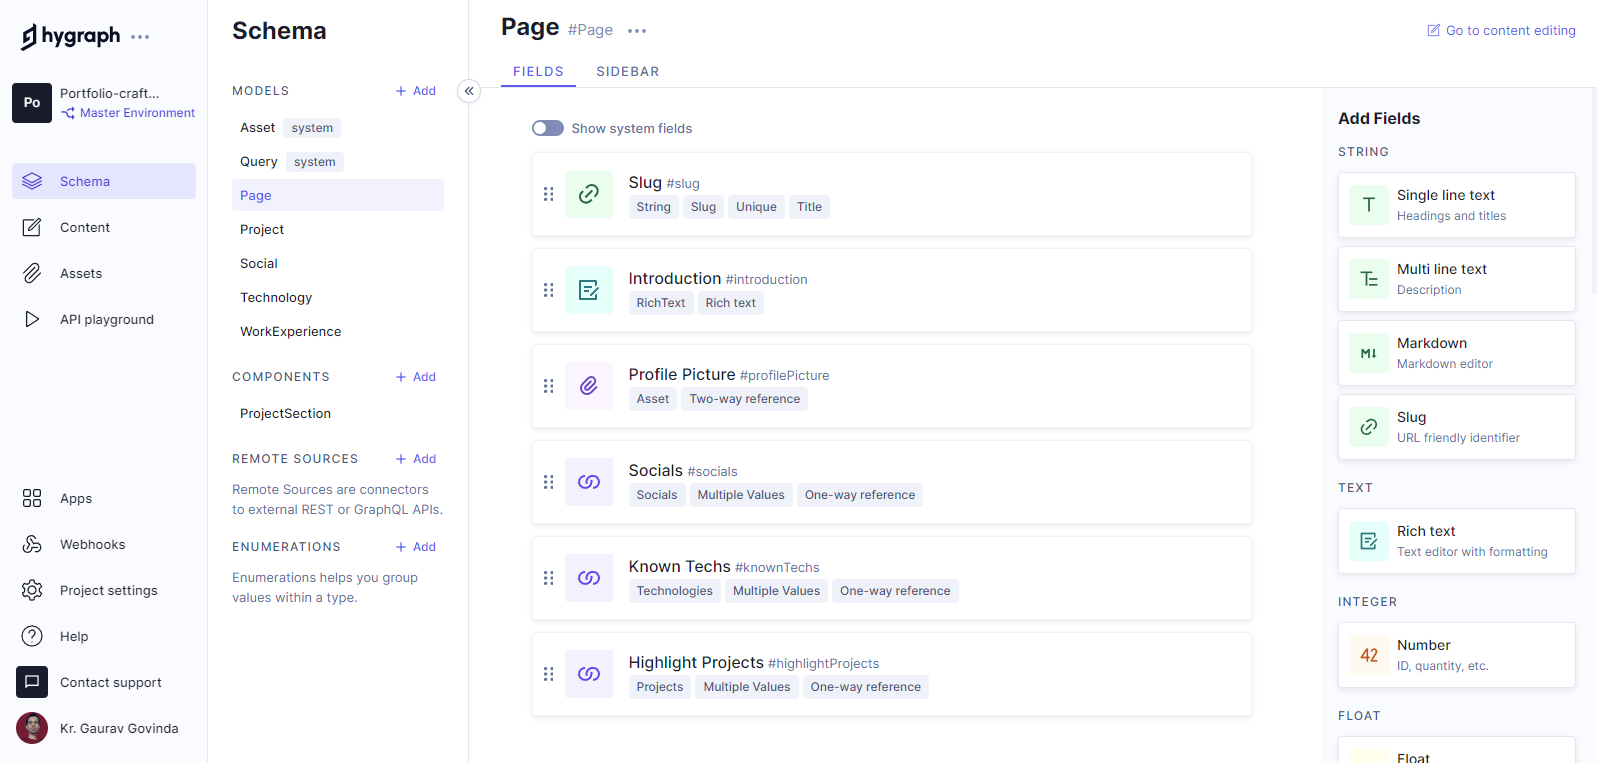 hygraph
Po
Portfolio-craft...
Master Environment
Schema
Content
Assets
API playground
Apps
Webhooks
Project settings
Help
Contact support
Kr. Gaurav Govinda
Schema
MODELS
+ Add
Asset system
Query system
Page
Project
Social
Technology
WorkExperience
COMPONENTS
+ Add
ProjectSection
REMOTE SOURCES
+ Add
Remote Sources are connectors
to external REST or GraphQL APIs.
ENUMERATIONS
+ Add
Enumerations helps you group
values within a type.
Page #Page
Go to content editing
FIELDS SIDEBAR
Show system fields
Slug #slug
String Slug Unique Title
Introduction #introduction
RichText Rich text
Profile Picture #profilePicture
Asset Two-way reference
Socials #socials
Socials Multiple Values One-way reference
Known Techs #knownTechs
Technologies Multiple Values One-way reference
Highlight Projects #highlightProjects
Projects Multiple Values One-way reference
Add Fields
STRING
T
Single line text
Headings and titles
Multi line text
Description
M↓
Markdown
Markdown editor
Slug
URL friendly identifier
TEXT
Rich text
Text editor with formatting
INTEGER
42
Number
ID, quantity, etc.
FLOAT
Float